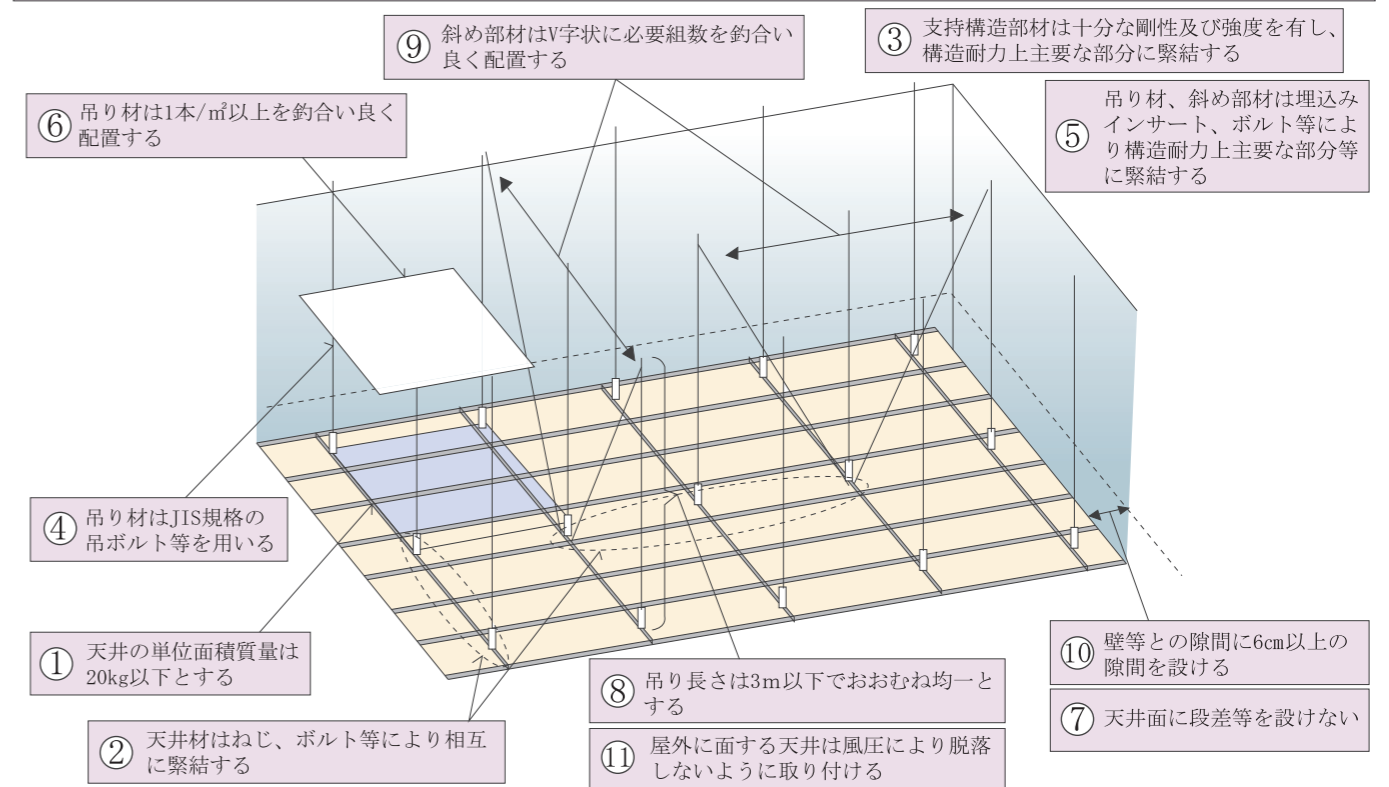 ⑨ 斜め部材はV字状に必要組数を釣合い
良く配置する
③ 支持構造部材は十分な剛性及び強度を有し、
構造耐力上主要な部分に緊結する
⑥ 吊り材は1本/㎡以上を釣合い良く
配置する
⑤ 吊り材、斜め部材は埋込み
インサート、ボルト等によ
り構造耐力上主要な部分等
に緊結する
④ 吊り材はJIS規格の
吊ボルト等を用いる
① 天井の単位面積質量は
20kg以下とする
② 天井材はねじ、ボルト等により相互
に緊結する
⑧ 吊り長さは3m以下でおおむね均一と
する
⑪ 屋外に面する天井は風圧により脱落
しないように取り付ける
⑩ 壁等との隙間に6cm以上の
隙間を設ける
⑦ 天井面に段差等を設けない